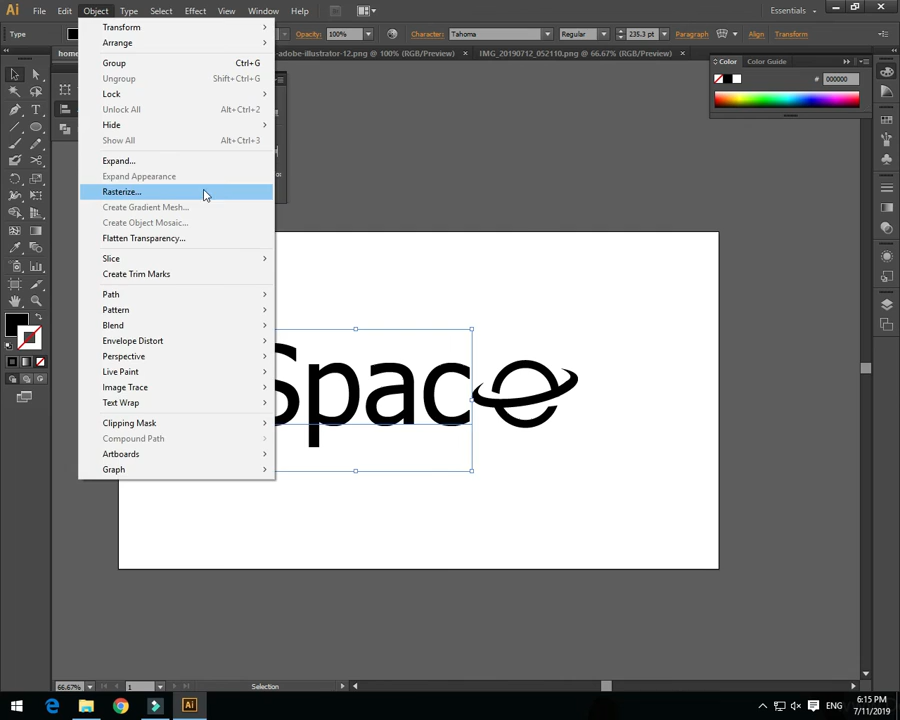 Ai File Edit Object Type Select Effect View Window Help Essentials
Type Opacity: 100% Character: Tahoma Regular 235.3 pt Paragraph Align Transform
-adobe-illustrator-12.png @ 100% (RGB/Preview) × IMG_20190712_052110.png @ 66.67% (RGB/Preview) ×
Transform
Arrange
Group Ctrl+G
Ungroup Shift+Ctrl+G
Lock
Unlock All Alt+Ctrl+2
Hide
Show All Alt+Ctrl+3
Expand...
Expand Appearance
Rasterize...
Create Gradient Mesh...
Create Object Mosaic...
Flatten Transparency...
Slice
Create Trim Marks
Path
Pattern
Blend
Envelope Distort
Perspective
Live Paint
Image Trace
Text Wrap
Clipping Mask
Compound Path
Artboards
Graph
Color Color Guide
# 000000
Space
66.67% 1 Selection
Ai ENG 6:15 PM
7/11/2019